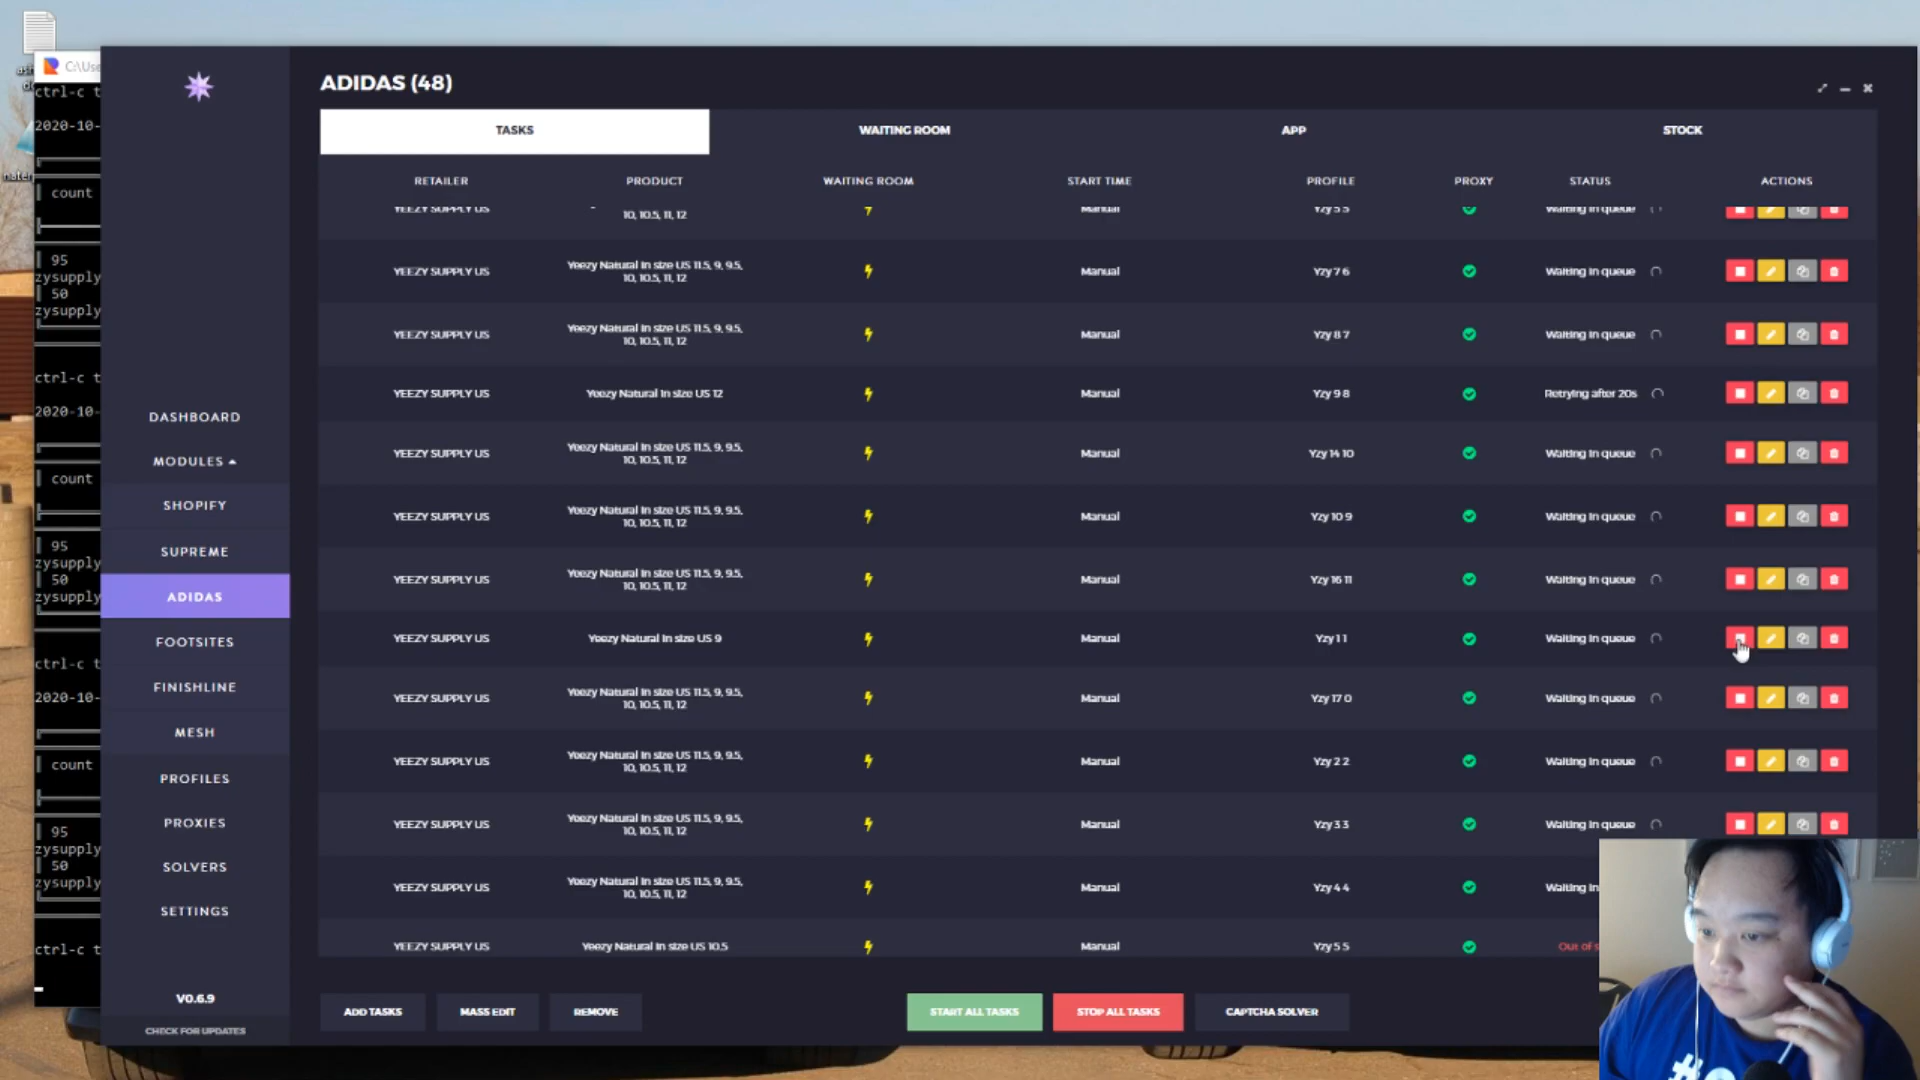 C:\Use
ctrl-c t
2020-10-
count
95
zysupply
50
zysupply
ctrl-c t
2020-10-
count
95
zysupply
50
zysupply
ctrl-c t
2020-10-
count
95
zysupply
50
zysupply
ctrl-c t
DASHBOARD
MODULES
SHOPIFY
SUPREME
ADIDAS
FOOTSITES
FINISHLINE
MESH
PROFILES
PROXIES
SOLVERS
SETTINGS
V0.6.9
CHECK FOR UPDATES
ADIDAS (48)
TASKS WAITING ROOM APP STOCK
RETAILER PRODUCT WAITING ROOM START TIME PROFILE PROXY STATUS ACTIONS
YEEZY SUPPLY US 10, 10.5, 11, 12 Manual Yzy 5 5 Waiting in queue
YEEZY SUPPLY US Yeezy Natural in size US 11.5, 9, 9.5, Manual Yzy 7 6 Waiting in queue
10, 10.5, 11, 12
YEEZY SUPPLY US Yeezy Natural in size US 11.5, 9, 9.5, Manual Yzy 8 7 Waiting in queue
10, 10.5, 11, 12
YEEZY SUPPLY US Yeezy Natural in size US 12 Manual Yzy 9 8 Retrying after 20s
YEEZY SUPPLY US Yeezy Natural in size US 11.5, 9, 9.5, Manual Yzy 14 10 Waiting in queue
10, 10.5, 11, 12
YEEZY SUPPLY US Yeezy Natural in size US 11.5, 9, 9.5, Manual Yzy 10 9 Waiting in queue
10, 10.5, 11, 12
YEEZY SUPPLY US Yeezy Natural in size US 11.5, 9, 9.5, Manual Yzy 16 11 Waiting in queue
10, 10.5, 11, 12
YEEZY SUPPLY US Yeezy Natural in size US 9 Manual Yzy 1 1 Waiting in queue
YEEZY SUPPLY US Yeezy Natural in size US 11.5, 9, 9.5, Manual Yzy 17 0 Waiting in queue
10, 10.5, 11, 12
YEEZY SUPPLY US Yeezy Natural in size US 11.5, 9, 9.5, Manual Yzy 2 2 Waiting in queue
10, 10.5, 11, 12
YEEZY SUPPLY US Yeezy Natural in size US 11.5, 9, 9.5, Manual Yzy 3 3 Waiting in queue
10, 10.5, 11, 12
YEEZY SUPPLY US Yeezy Natural in size US 11.5, 9, 9.5, Manual Yzy 4 4 Waiting in
10, 10.5, 11, 12
YEEZY SUPPLY US Yeezy Natural in size US 10.5 Manual Yzy 5 5 Out of s
ADD TASKS MASS EDIT REMOVE START ALL TASKS STOP ALL TASKS CAPTCHA SOLVER